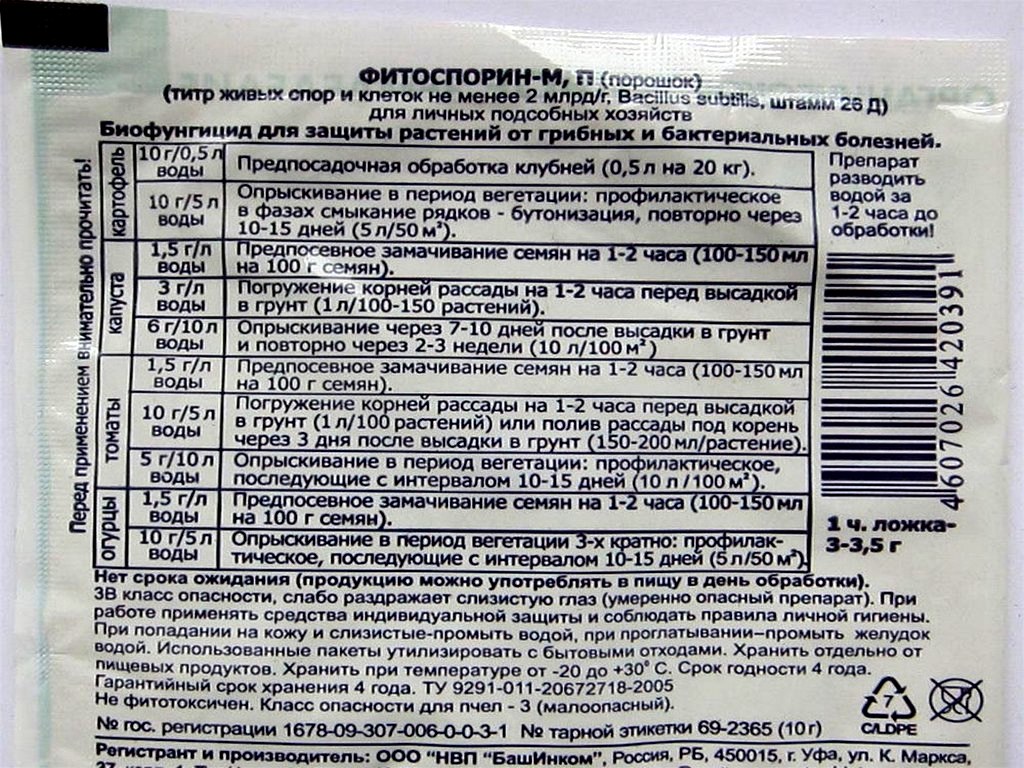 ФИТОСПОРИН-М, П (порошок)
(титр живых спор и клеток не менее 2 млрд/г, Bacillus subtilis, штамм 26 Д)
для личных подсобных хозяйств
Биофунгицид для защиты растений от грибных и бактериальных болезней.
Перед применением внимательно прочитать!
картофель
10 г/0,5 л
воды
Предпосадочная обработка клубней (0,5 л на 20 кг).
10 г/5 л
воды
Опрыскивание в период вегетации: профилактическое
в фазах смыкание рядков - бутонизация, повторно через
10-15 дней (5 л/50 м²).
капуста
1,5 г/л
воды
Предпосевное замачивание семян на 1-2 часа (100-150 мл
на 100 г семян).
3 г/л
воды
Погружение корней рассады на 1-2 часа перед высадкой
в грунт (1 л/100-150 растений).
6 г/10 л
воды
Опрыскивание через 7-10 дней после высадки в грунт
и повторно через 2-3 недели (10 л/100 м²)
томаты
1,5 г/л
воды
Предпосевное замачивание семян на 1-2 часа (100-150 мл
на 100 г семян).
10 г/5 л
воды
Погружение корней рассады на 1-2 часа перед высадкой
в грунт (1 л/100 растений) или полив рассады под корень
через 3 дня после высадки в грунт (150-200 мл/растение).
5 г/10 л
воды
Опрыскивание в период вегетации: профилактическое,
последующие с интервалом 10-15 дней (10 л/100 м²).
огурцы
1,5 г/л
воды
Предпосевное замачивание семян на 1-2 часа (100-150 мл
на 100 г семян).
10 г/5 л
воды
Опрыскивание в период вегетации 3-х кратно: профилак-
тическое, последующие с интервалом 10-15 дней (5 л/50 м²)
Препарат
разводить
водой за
1-2 часа до
обработки!
4607026420391
1 ч. ложка-
3-3,5 г
Нет срока ожидания (продукцию можно употреблять в пищу в день обработки).
3В класс опасности, слабо раздражает слизистую глаз (умеренно опасный препарат). При
работе применять средства индивидуальной защиты и соблюдать правила личной гигиены.
При попадании на кожу и слизистые-промыть водой, при проглатывании–промыть желудок
водой. Использованные пакеты утилизировать с бытовыми отходами. Хранить отдельно от
пищевых продуктов. Хранить при температуре от -20 до +30° С. Срок годности 4 года.
Гарантийный срок хранения 4 года. ТУ 9291-011-20672718-2005
Не фитотоксичен. Класс опасности для пчел - 3 (малоопасный).
7
C/LDPE
№ гос. регистрации 1678-09-307-006-0-0-3-1 № тарной этикетки 69-2365 (10 г)
Регистрант и производитель: ООО "НВП "БашИнком", Россия, РБ, 450015, г. Уфа, ул. К. Маркса,